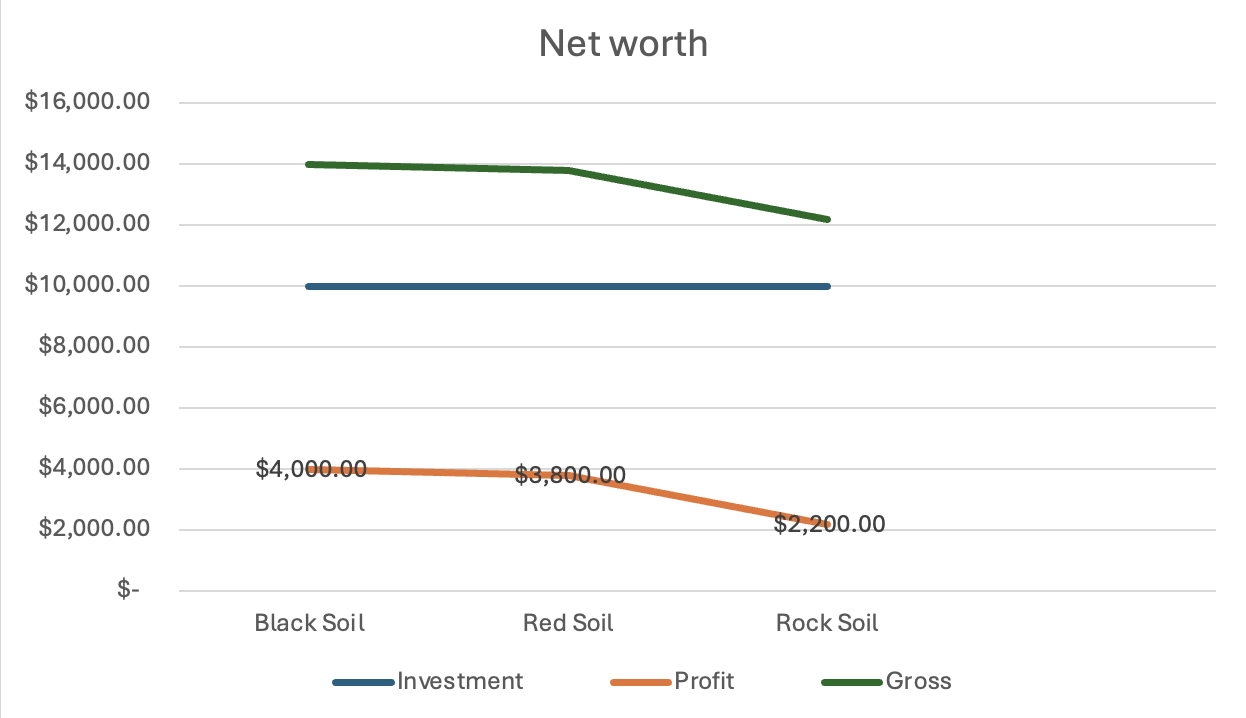 Net worth
$16,000.00
$14,000.00
$12,000.00
$10,000.00
$8,000.00
$6,000.00
$4,000.00
$2,000.00
$-
$4,000.00
$3,800.00
$2,200.00
Black Soil
Red Soil
Rock Soil
Investment
Profit
Gross